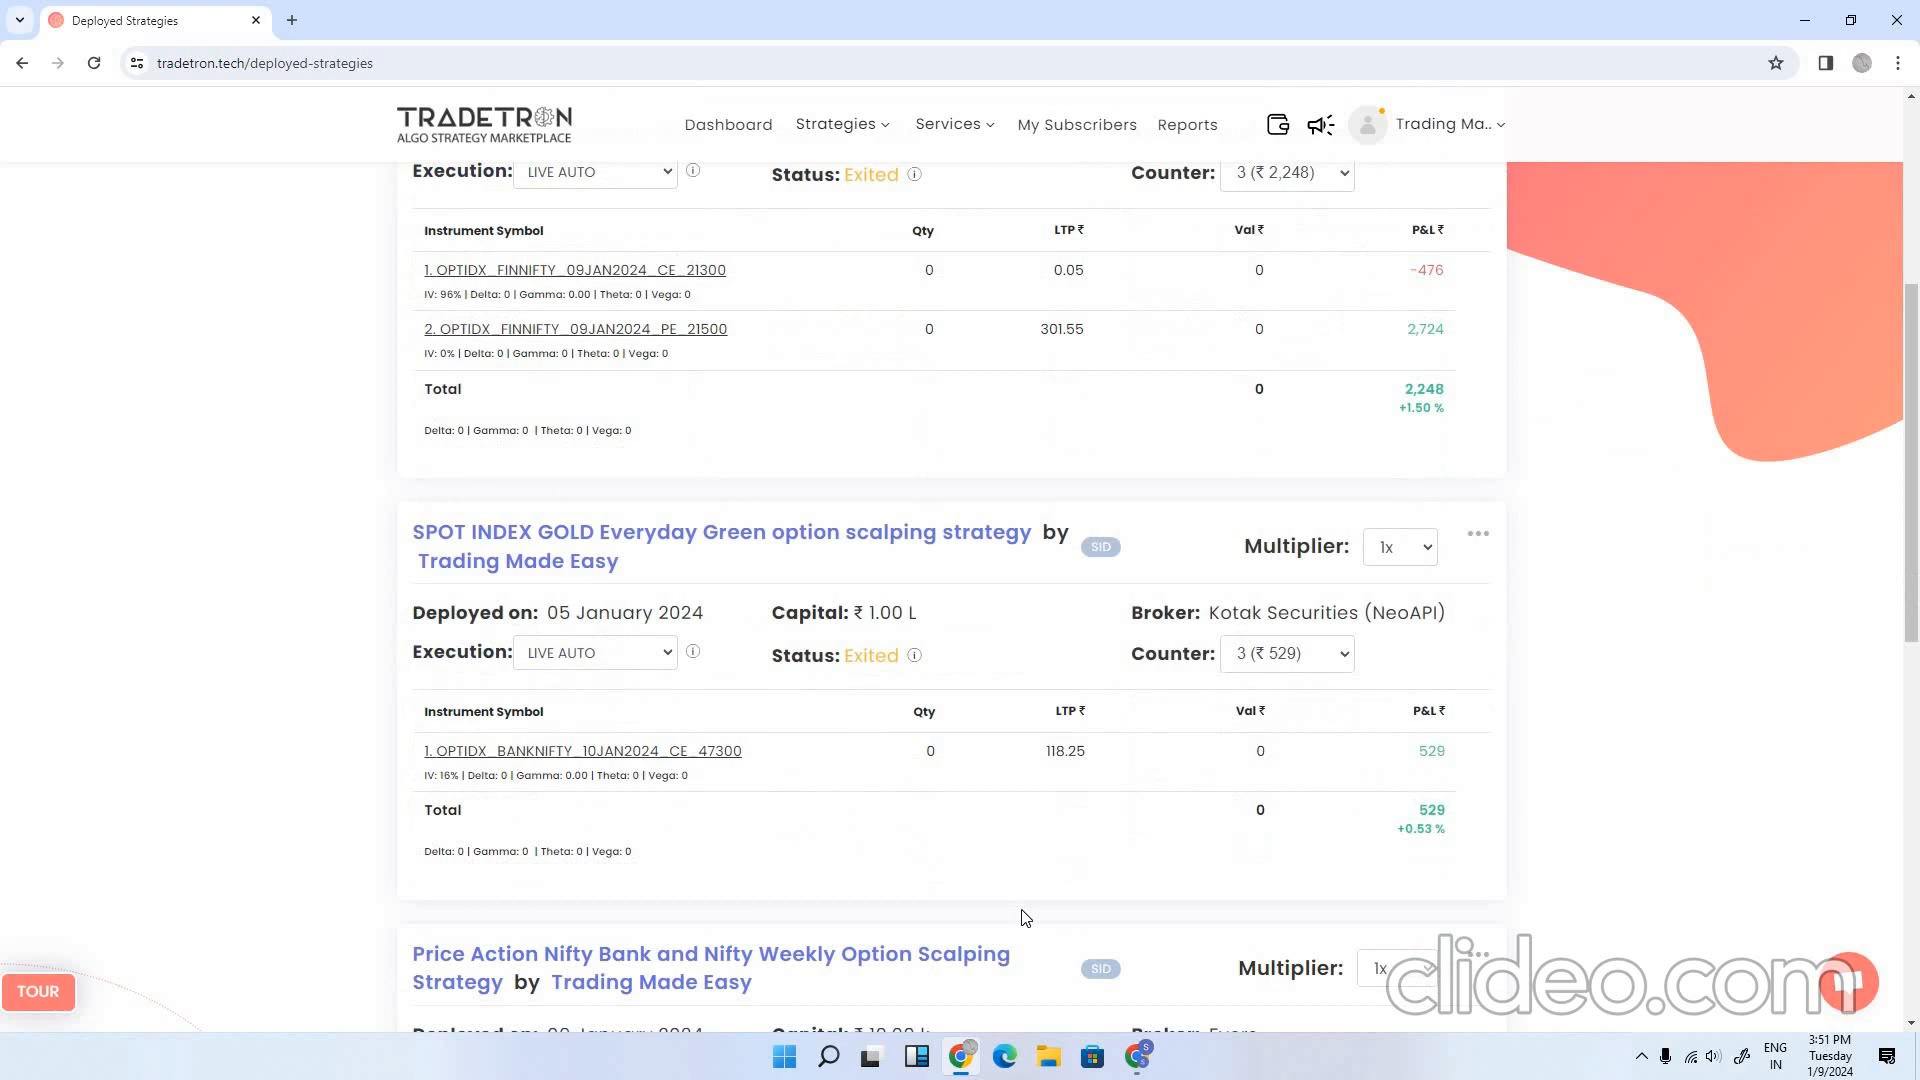 Deployed Strategies
tradetron.tech/deployed-strategies
TRADETRON
ALGO STRATEGY MARKETPLACE
Dashboard Strategies Services My Subscribers Reports Trading Ma..
Execution: LIVE AUTO Status: Exited Counter: 3 (₹ 2,248)
Instrument Symbol Qty LTP ₹ Val ₹ P&L ₹
1. OPTIDX_FINNIFTY_09JAN2024_CE_21300 0 0.05 0 -476
IV: 96% | Delta: 0 | Gamma: 0.00 | Theta: 0 | Vega: 0
2. OPTIDX_FINNIFTY_09JAN2024_PE_21500 0 301.55 0 2,724
IV: 0% | Delta: 0 | Gamma: 0 | Theta: 0 | Vega: 0
Total 0 2,248
+1.50 %
Delta: 0 | Gamma: 0 | Theta: 0 | Vega: 0
SPOT INDEX GOLD Everyday Green option scalping strategy by
Trading Made Easy SID Multiplier: 1x
Deployed on: 05 January 2024 Capital: ₹ 1.00 L Broker: Kotak Securities (NeoAPI)
Execution: LIVE AUTO Status: Exited Counter: 3 (₹ 529)
Instrument Symbol Qty LTP ₹ Val ₹ P&L ₹
1. OPTIDX_BANKNIFTY_10JAN2024_CE_47300 0 118.25 0 529
IV: 16% | Delta: 0 | Gamma: 0.00 | Theta: 0 | Vega: 0
Total 0 529
+0.53 %
Delta: 0 | Gamma: 0 | Theta: 0 | Vega: 0
Price Action Nifty Bank and Nifty Weekly Option Scalping
Strategy by Trading Made Easy SID Multiplier: 1x
clideo.com
TOUR
ENG
IN
3:51 PM
Tuesday
1/9/2024